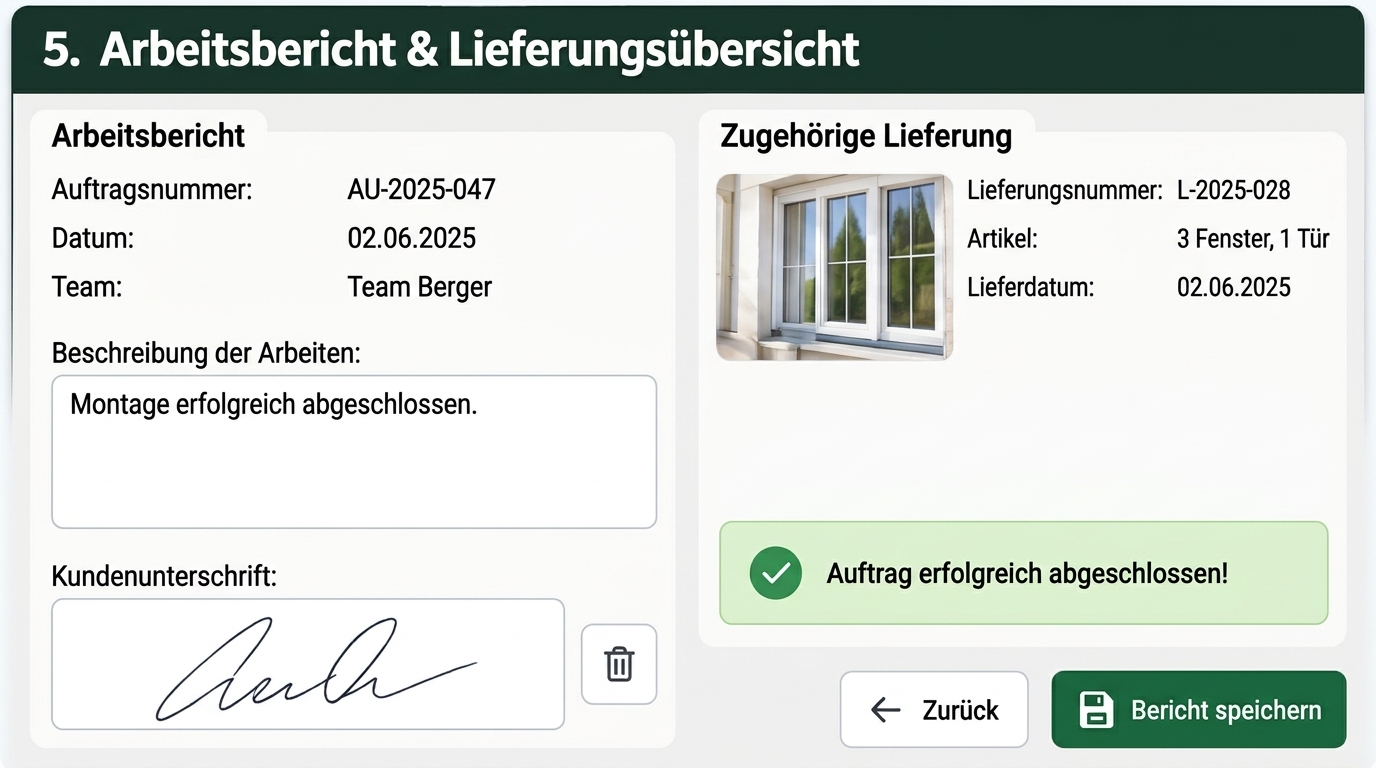 5. Arbeitsbericht & Lieferungsübersicht
Arbeitsbericht
Auftragsnummer: AU-2025-047
Datum: 02.06.2025
Team: Team Berger
Beschreibung der Arbeiten:
Montage erfolgreich abgeschlossen.
Kundenunterschrift:
Zugehörige Lieferung
Lieferungsnummer: L-2025-028
Artikel: 3 Fenster, 1 Tür
Lieferdatum: 02.06.2025
Auftrag erfolgreich abgeschlossen!
Zurück
Bericht speichern